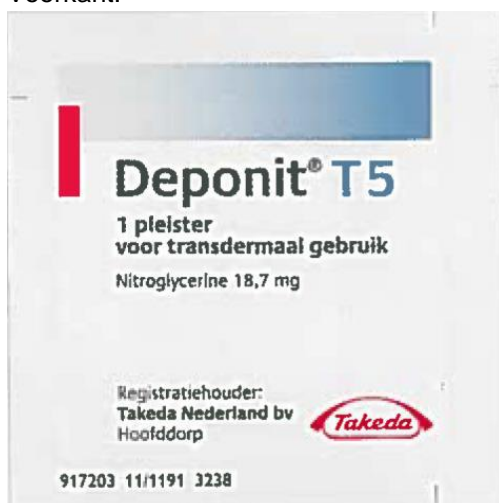 Voorkant:
Deponit® T5
1 pleister
voor transdermaal gebruik
Nitroglycerine 18,7 mg
Registratiehouder:
Takeda Nederland bv
Hoofddorp
Takeda
917203 11/1191 3238